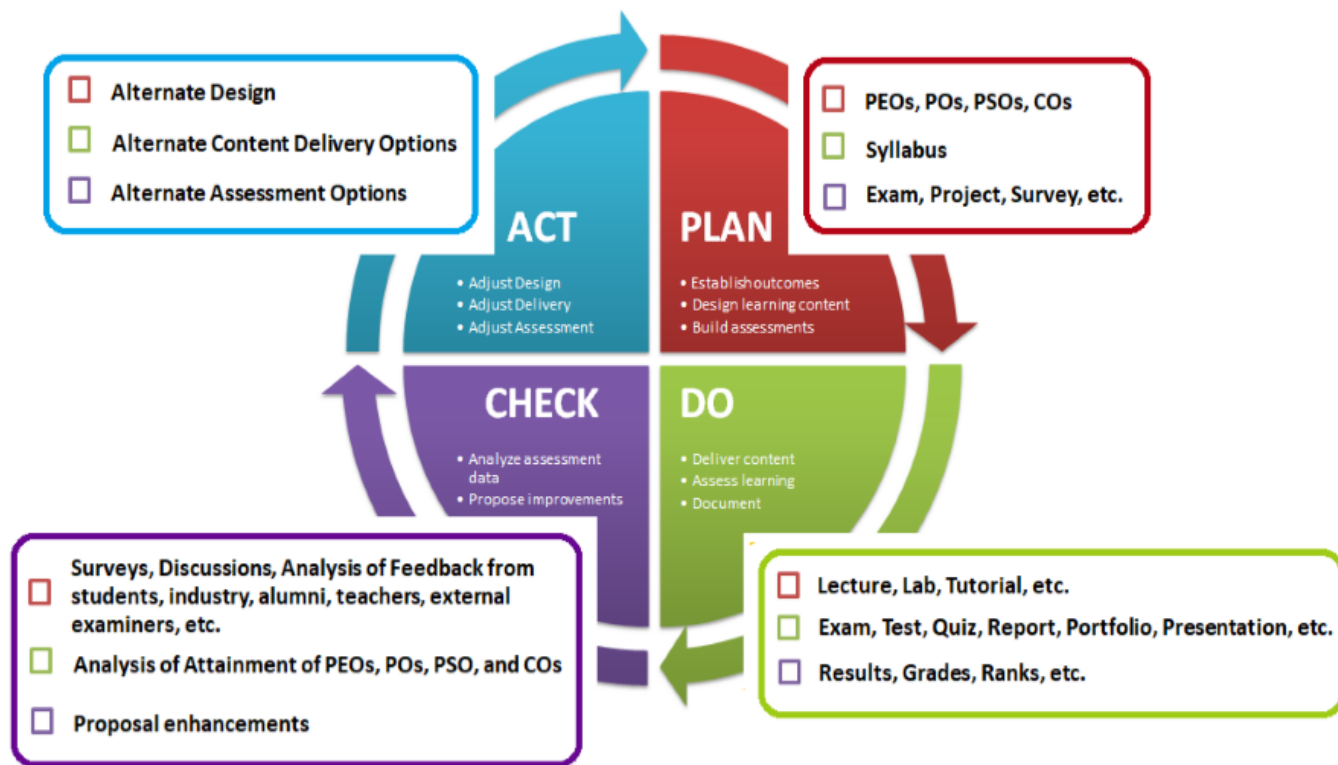 Alternate Design
Alternate Content Delivery Options
Alternate Assessment Options
PEOs, POs, PSOs, COs
Syllabus
Exam, Project, Survey, etc.
ACT
• Adjust Design
• Adjust Delivery
• Adjust Assessment
PLAN
• Establish outcomes
• Design learning content
• Build assessments
CHECK
• Analyze assessment
data
• Propose improvements
DO
• Deliver content
• Assess learning
• Document
Surveys, Discussions, Analysis of Feedback from
students, industry, alumni, teachers, external
examiners, etc.
Analysis of Attainment of PEOs, POs, PSO, and COs
Proposal enhancements
Lecture, Lab, Tutorial, etc.
Exam, Test, Quiz, Report, Portfolio, Presentation, etc.
Results, Grades, Ranks, etc.